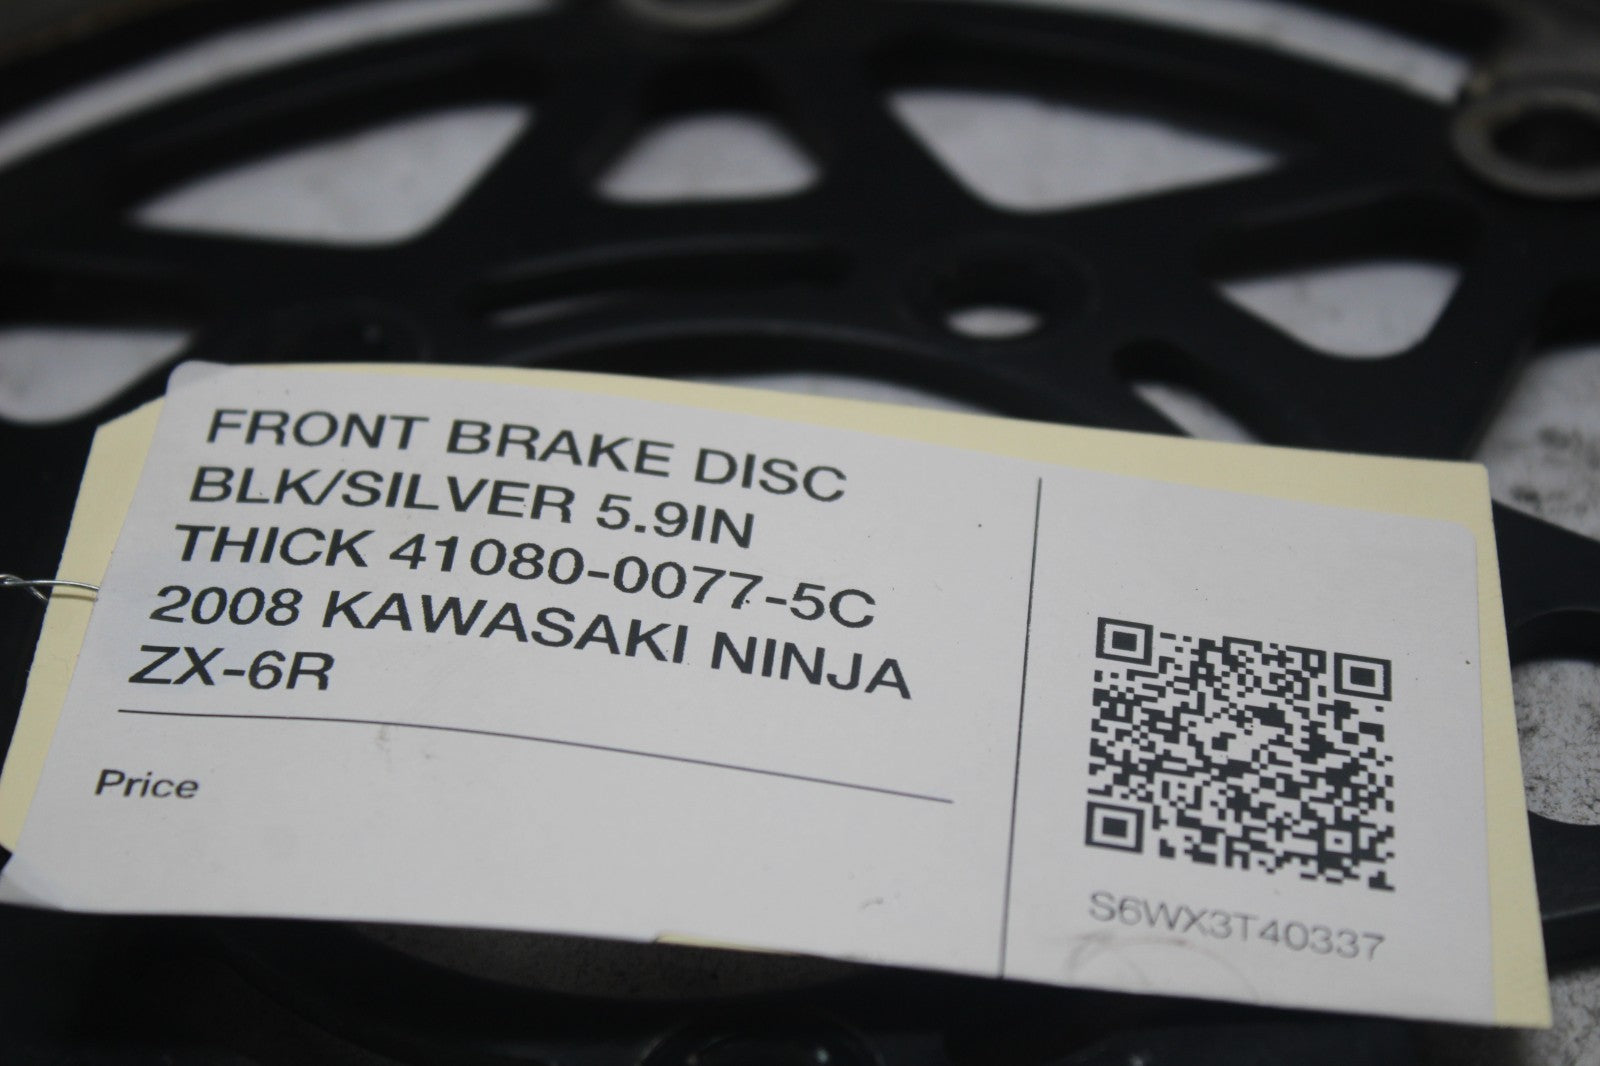 FRONT BRAKE DISC
BLK/SILVER 5.9IN
THICK 41080-0077-5C
2008 KAWASAKI NINJA
ZX-6R
Price
S6WX3T40337